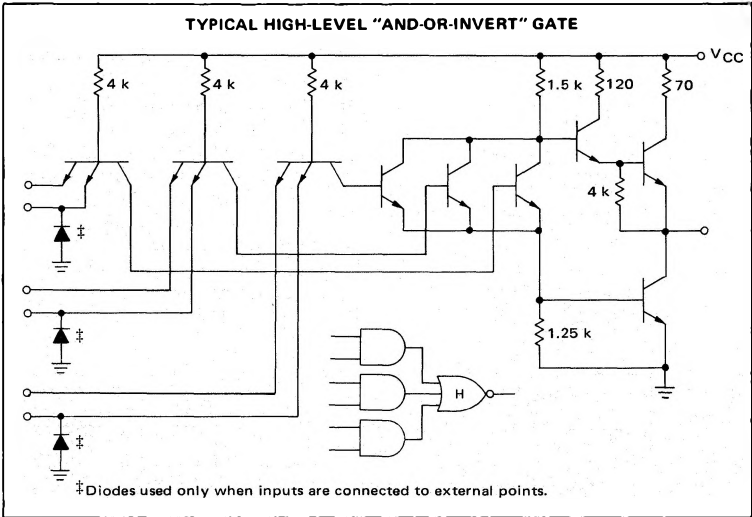 TYPICAL HIGH-LEVEL "AND-OR-INVERT" GATE
VCC
4 k
4 k
4 k
1.5 k
120
70
4 k
‡
‡
1.25 k
H
‡
‡Diodes used only when inputs are connected to external points.